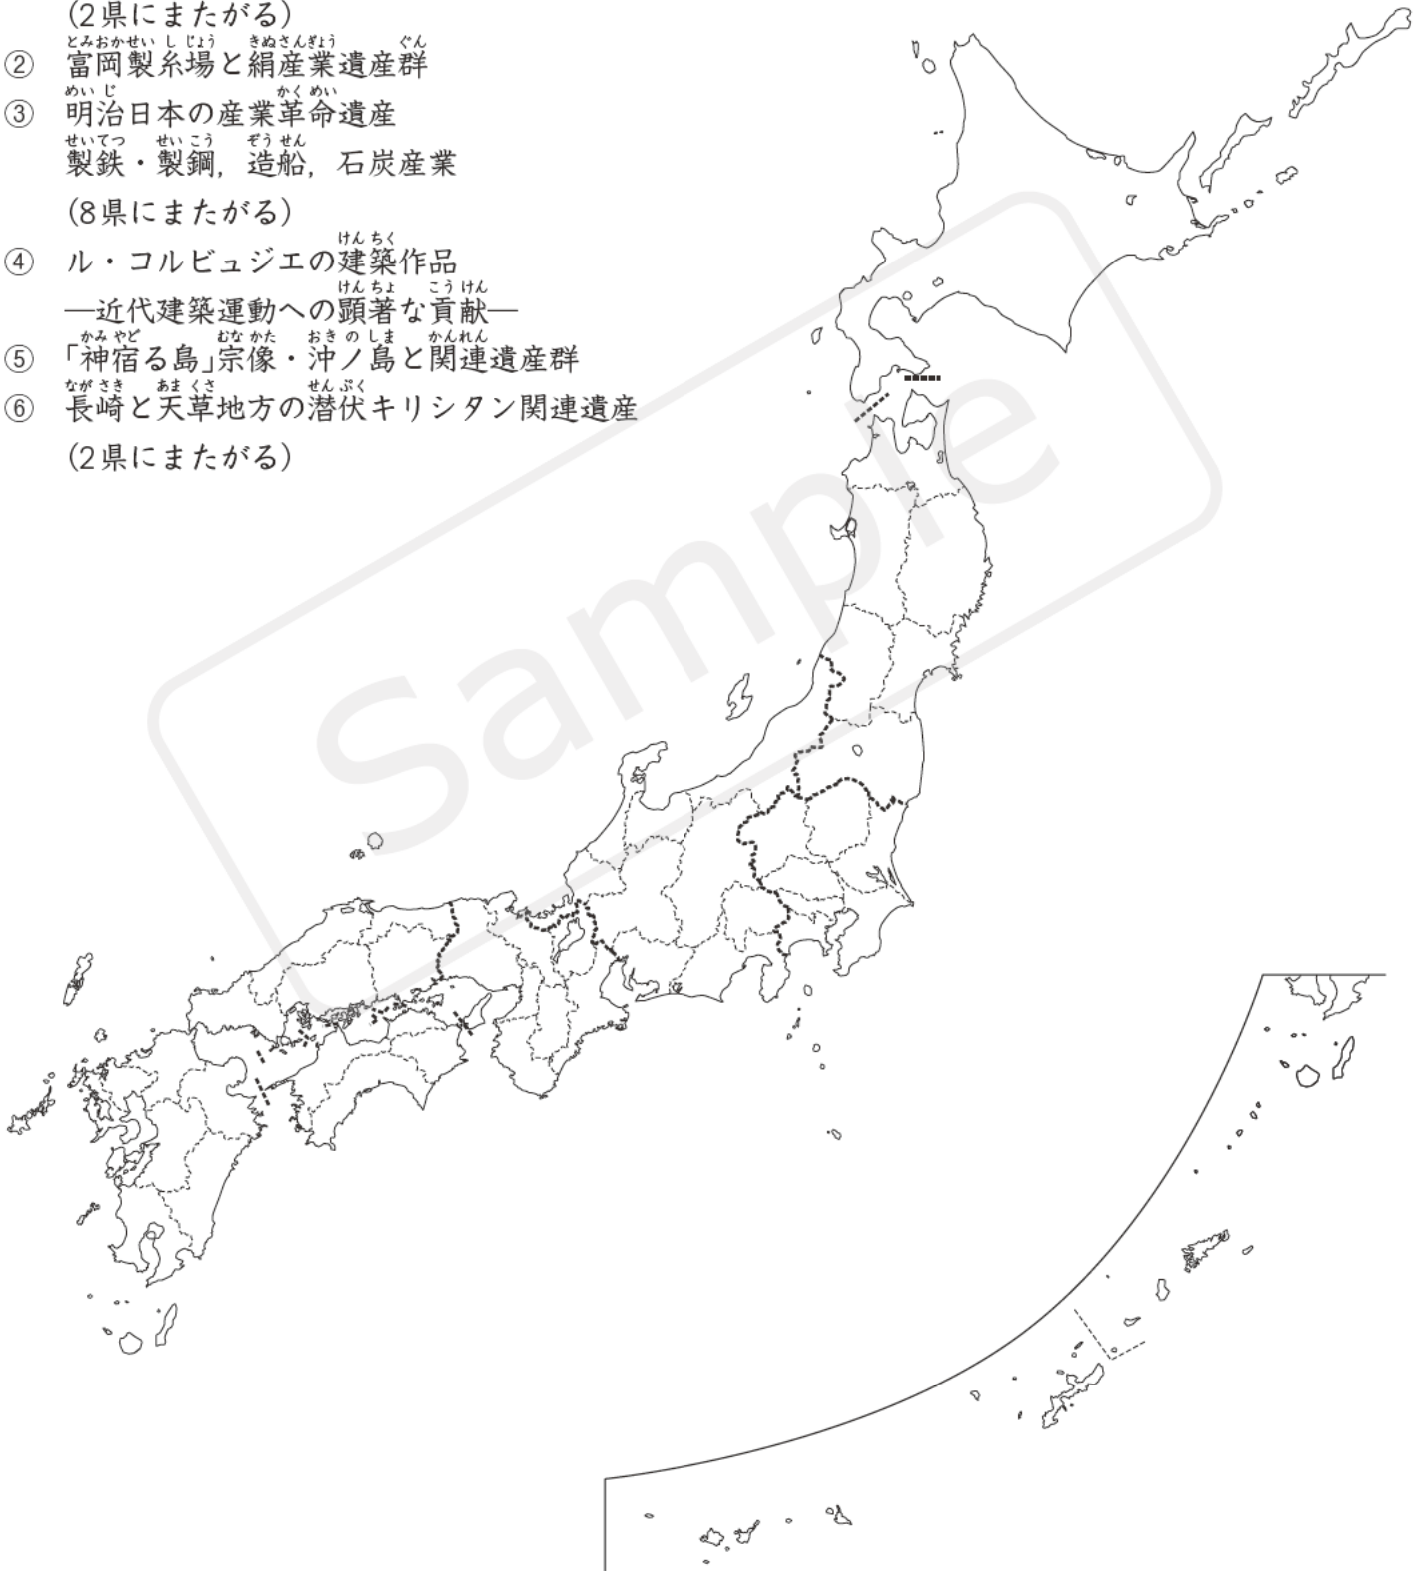 (2県にまたがる)
② 富岡製糸場と絹産業遺産群
③ 明治日本の産業革命遺産
製鉄・製鋼，造船，石炭産業
(8県にまたがる)
④ ル・コルビュジエの建築作品
―近代建築運動への顕著な貢献―
⑤ 「神宿る島」宗像・沖ノ島と関連遺産群
⑥ 長崎と天草地方の潜伏キリシタン関連遺産
(2県にまたがる)
Sample